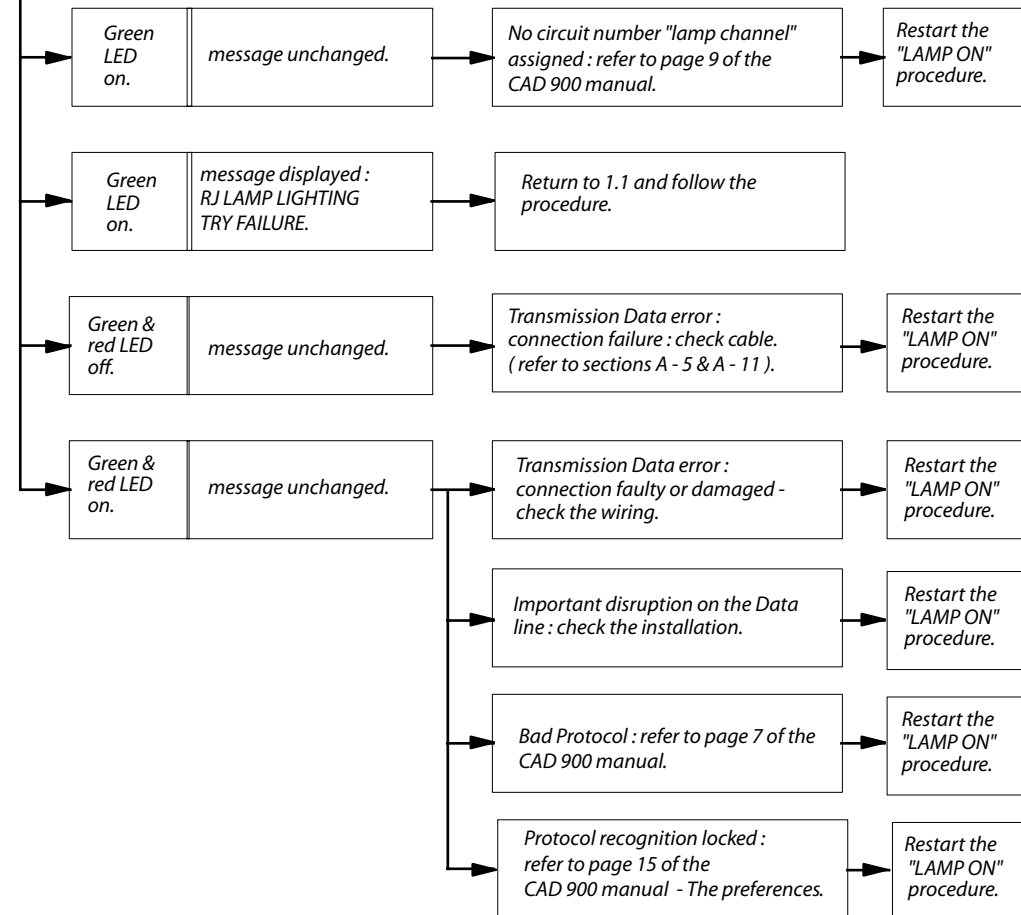 Green
LED
on.
message unchanged.
No circuit number "lamp channel"
assigned : refer to page 9 of the
CAD 900 manual.
Restart the
"LAMP ON"
procedure.
Green
LED
on.
message displayed :
RJ LAMP LIGHTING
TRY FAILURE.
Return to 1.1 and follow the
procedure.
Green &
red LED
off.
message unchanged.
Transmission Data error :
connection failure : check cable.
( refer to sections A - 5 & A - 11 ).
Restart the
"LAMP ON"
procedure.
Green &
red LED
on.
message unchanged.
Transmission Data error :
connection faulty or damaged -
check the wiring.
Restart the
"LAMP ON"
procedure.
Important disruption on the Data
line : check the installation.
Restart the
"LAMP ON"
procedure.
Bad Protocol : refer to page 7 of the
CAD 900 manual.
Restart the
"LAMP ON"
procedure.
Protocol recognition locked :
refer to page 15 of the
CAD 900 manual - The preferences.
Restart the
"LAMP ON"
procedure.